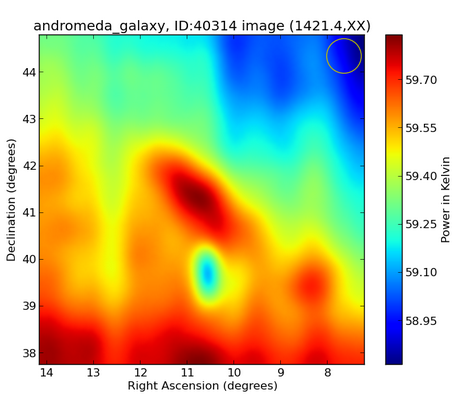 andromeda_galaxy, ID:40314 image (1421.4,XX)
44
43
42
41
40
39
38
14 13 12 11 10 9 8
Right Ascension (degrees)
Declination (degrees)
59.70
59.55
59.40
59.25
59.10
58.95
Power in Kelvin